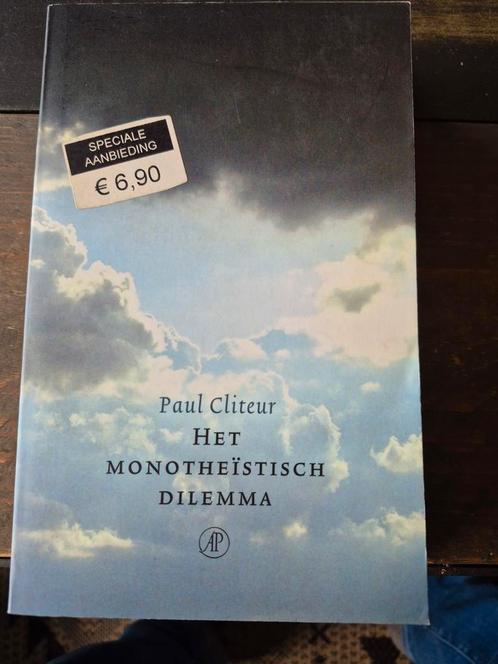 SPECIALE
AANBIEDING
€ 6,90
Paul Cliteur
HET
MONOTHEÏSTISCH
DILEMMA
AP